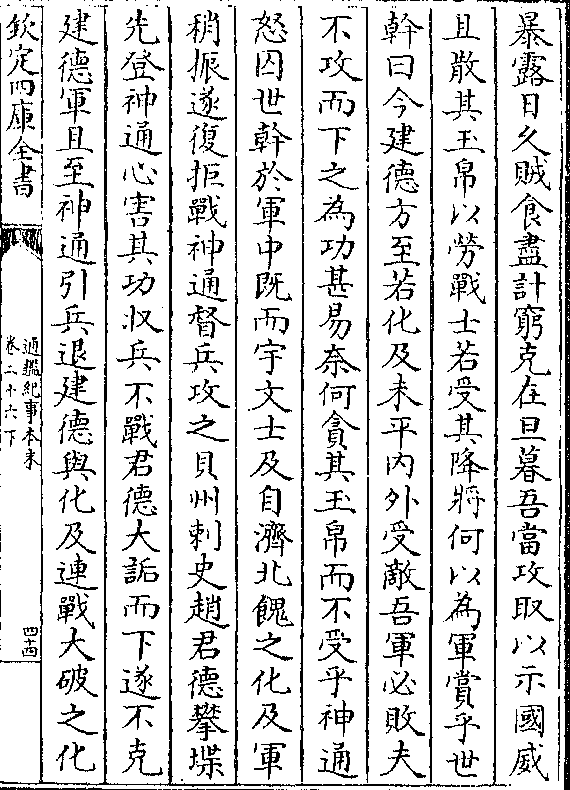 暴露日久賊食盡計窮克在旦暮吾當攻取以示國威
且散其玉帛以勞戰士若受其降將何以為軍賞乎世
幹曰今建德方至若化及未平内外受敵吾軍必敗夫
不攻而下之為功甚易奈何貪其玉帛而不受乎神通
怒囚世幹於軍中既而宇文士及自濟北餽之化及軍
稍振遂復拒戰神通督兵攻之貝州刺史趙君德攀堞
先登神通心害其功收兵不戰君德大詬而下遂不克
建德軍且至神通引兵退建德與化及連戰大破之化
欽定四庫全書
通鑑紀事本末
卷二十六下
四十四